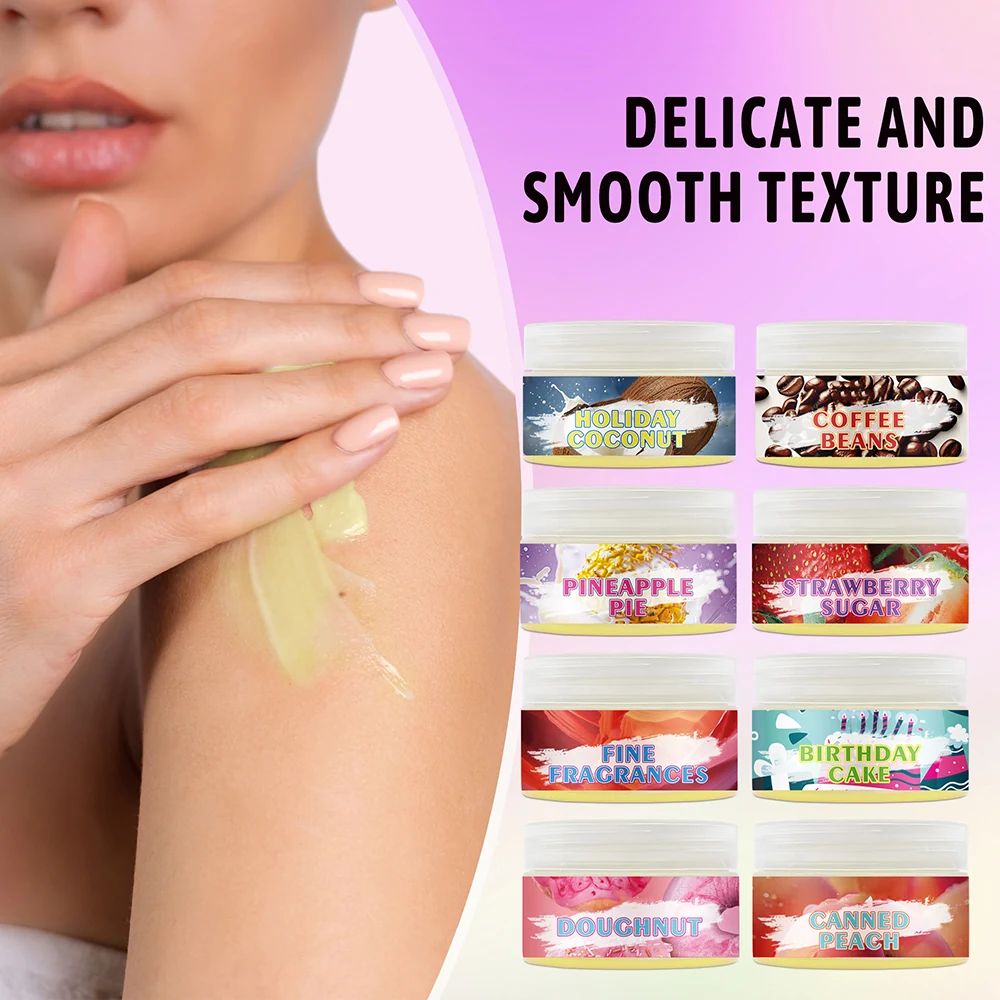 DELICATE AND
SMOOTH TEXTURE
HOLIDAY
COCONUT
COFFEE
BEANS
PINEAPPLE
PIE
STRAWBERRY
SUGAR
FINE
FRAGRANCES
BIRTHDAY
CAKE
DOUGHNUT
CANNED
PEACH